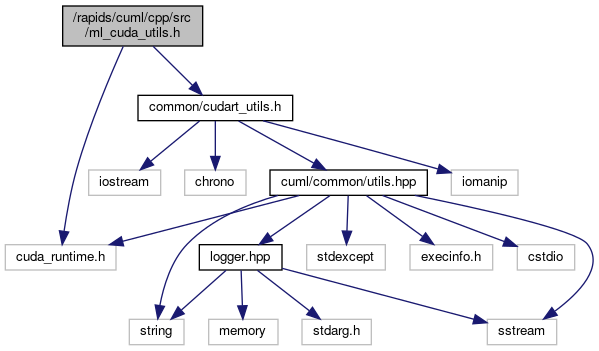 /rapids/cuml/cpp/src
/ml_cuda_utils.h
common/cudart_utils.h
iostream
chrono
cuml/common/utils.hpp
iomanip
cuda_runtime.h
logger.hpp
stdexcept
execinfo.h
cstdio
string
memory
stdarg.h
sstream